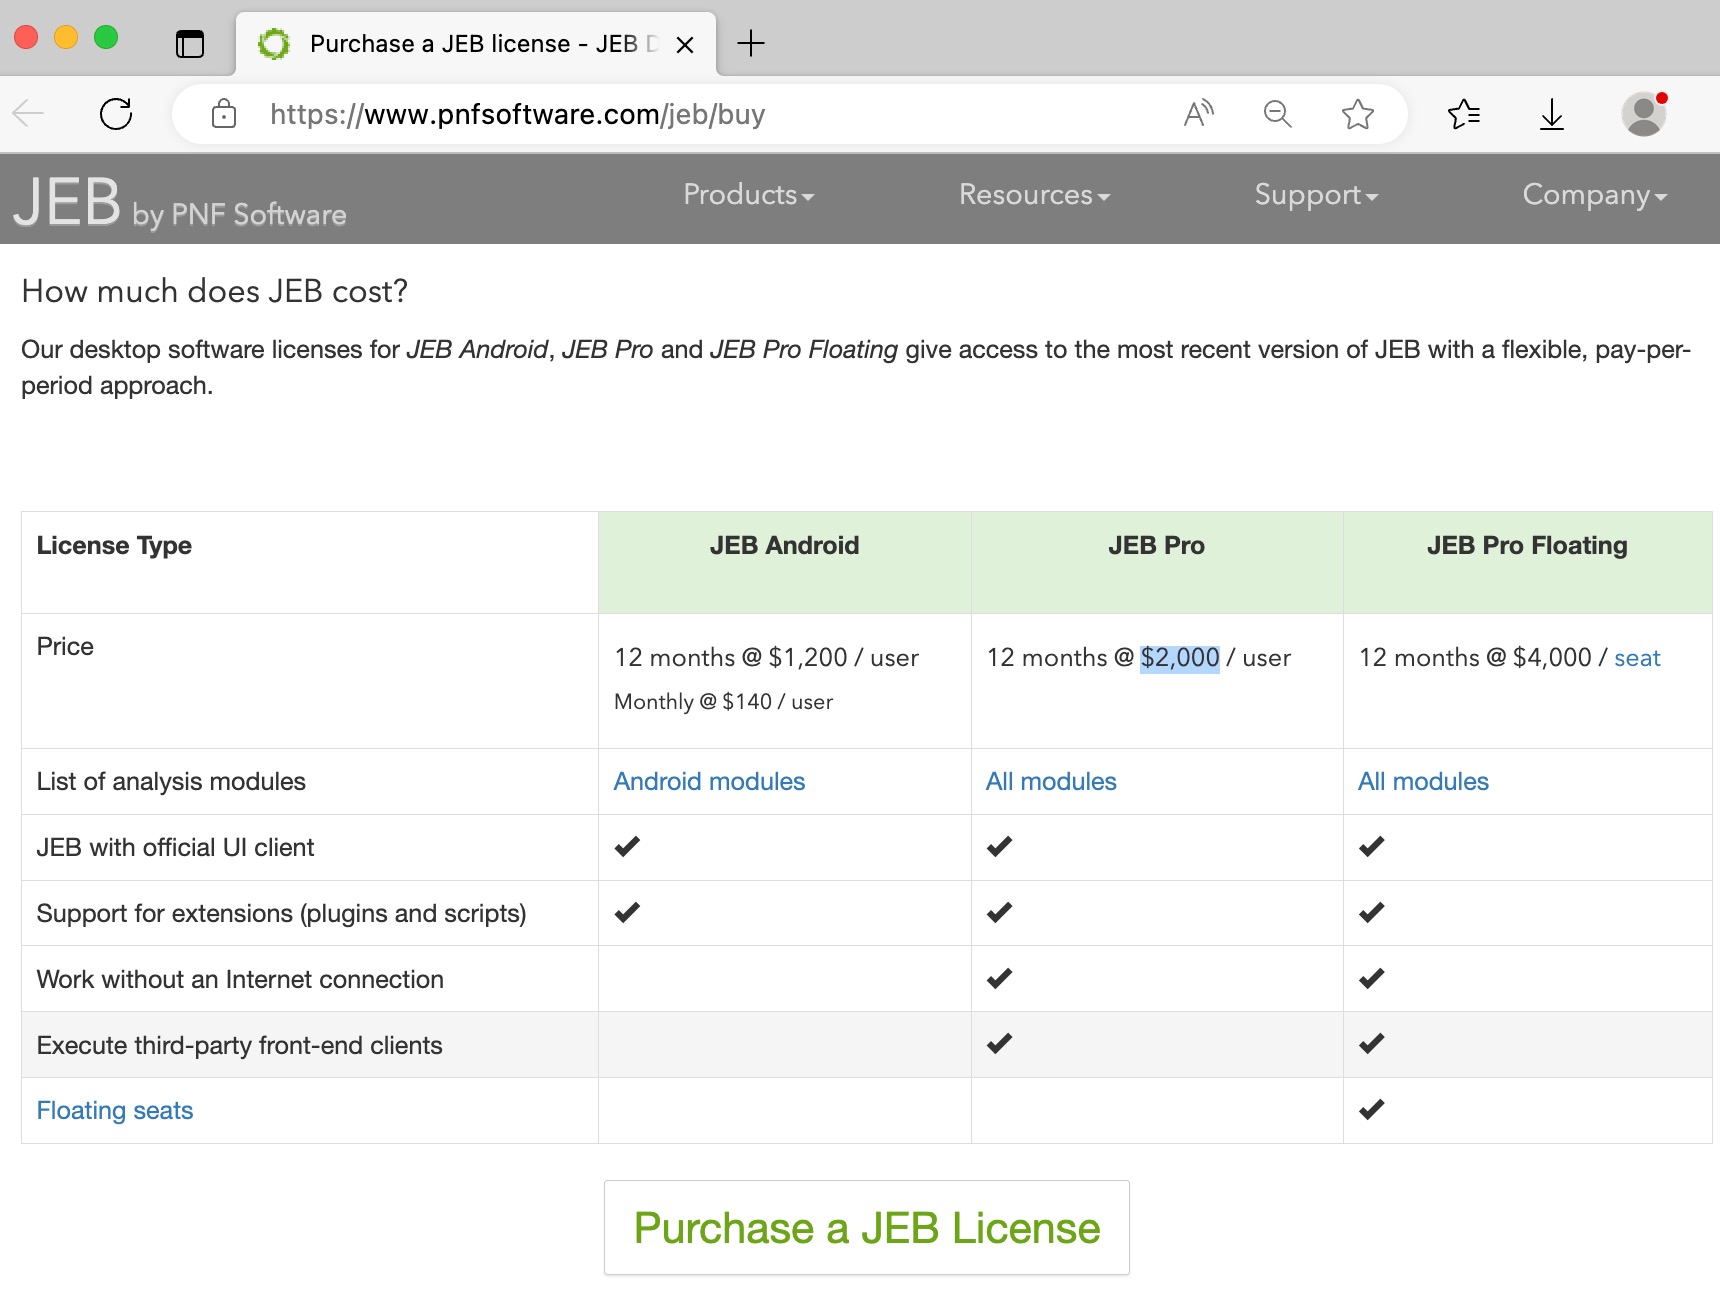 Purchase a JEB license - JEB D
https://www.pnfsoftware.com/jeb/buy
JEB by PNF Software
Products
Resources
Support
Company
How much does JEB cost?
Our desktop software licenses for JEB Android, JEB Pro and JEB Pro Floating give access to the most recent version of JEB with a flexible, pay-per-
period approach.
License Type
JEB Android
JEB Pro
JEB Pro Floating
Price
12 months @ $1,200 / user
Monthly @ $140 / user
12 months @ $2,000 / user
12 months @ $4,000 / seat
List of analysis modules
Android modules
All modules
All modules
JEB with official UI client
✔
✔
✔
Support for extensions (plugins and scripts)
✔
✔
✔
Work without an Internet connection
✔
✔
Execute third-party front-end clients
✔
✔
Floating seats
✔
Purchase a JEB License